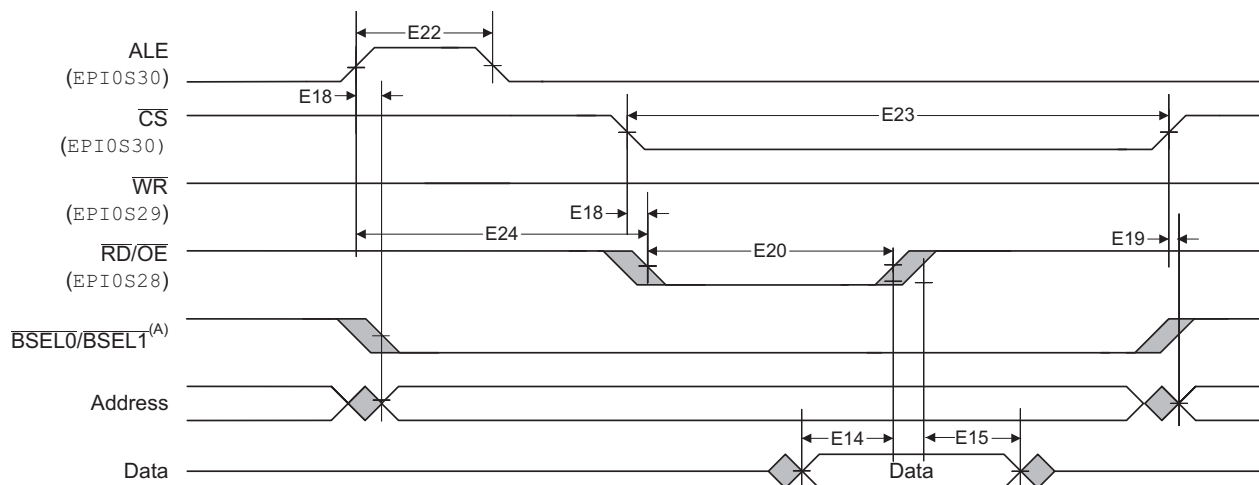 E22
ALE
(EPI0S30)
E18
CS
E23
(EPI0S30)
WR
(EPI0S29)
E18
E24
E19
RD/OE
E20
(EPI0S28)
BSEL0/BSEL1(A)
Address
E14
E15
Data
Data